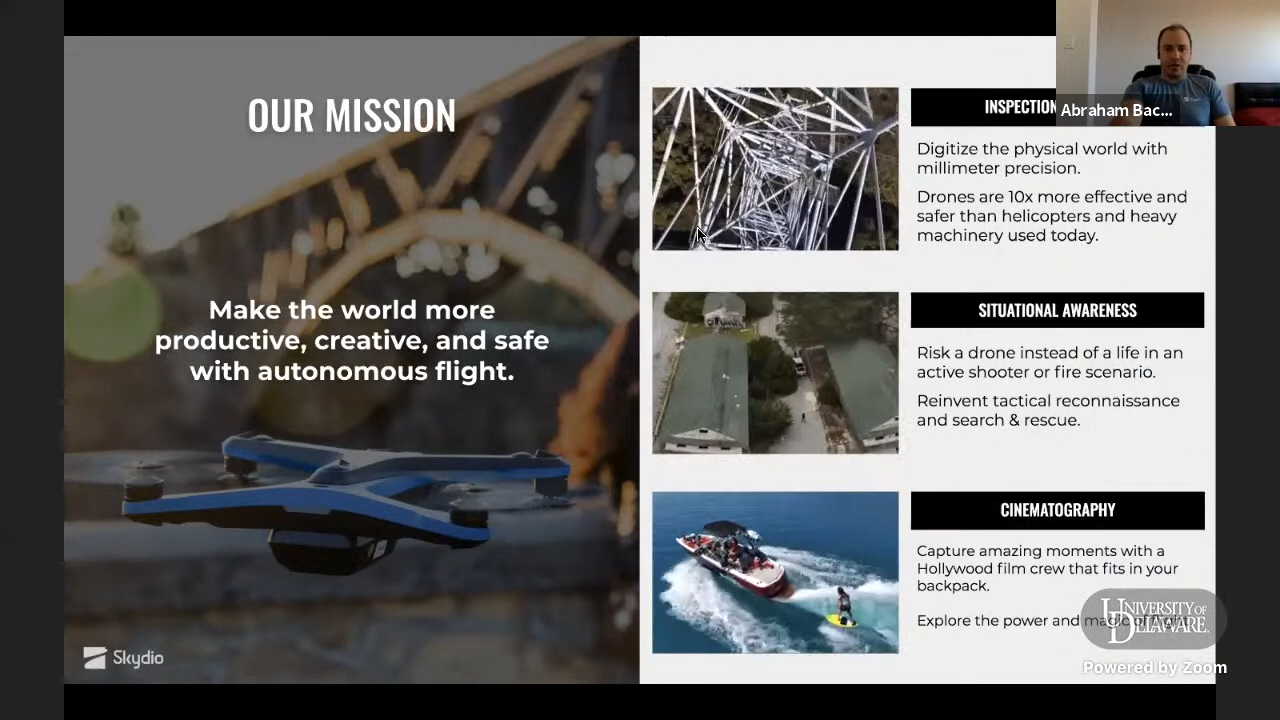 OUR MISSION
Make the world more
productive, creative, and safe
with autonomous flight.
Skydio
INSPECTION
Abraham Bac...
Digitize the physical world with
millimeter precision.
Drones are 10x more effective and
safer than helicopters and heavy
machinery used today.
SITUATIONAL AWARENESS
Risk a drone instead of a life in an
active shooter or fire scenario.
Reinvent tactical reconnaissance
and search & rescue.
CINEMATOGRAPHY
Capture amazing moments with a
Hollywood film crew that fits in your
backpack.
Explore the power and magic of flight.
UNIVERSITY OF
DELAWARE.
Powered by Zoom